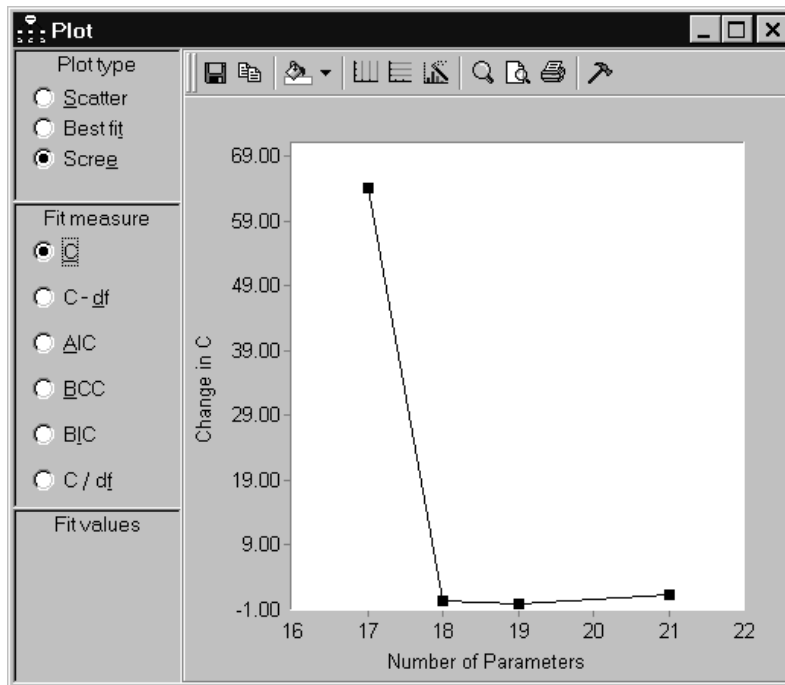 Plot
Plot type
Scatter
Best fit
Scree
Fit measure
C
C - df
AIC
BCC
BIC
C / df
Fit values
69.00
59.00
49.00
39.00
29.00
19.00
9.00
-1.00
Change in C
16 17 18 19 20 21 22
Number of Parameters